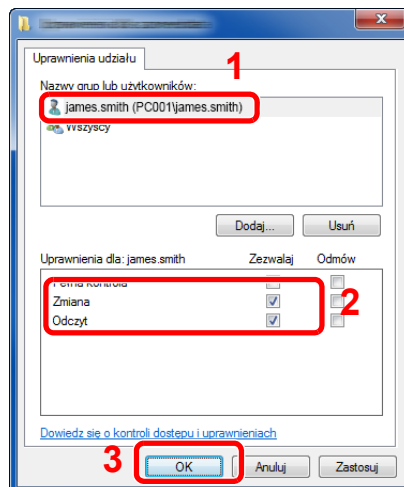 Uprawnienia udziału
1
Nazwy grup lub użytkowników:
james.smith (PC001\james.smith)
Wszyscy
Dodaj... Usuń
Uprawnienia dla: james.smith Zezwalaj Odmów
Pełna kontrola
Zmiana
2
Odczyt
Dowiedz się o kontroli dostępu i uprawnieniach
3
OK Anuluj Zastosuj